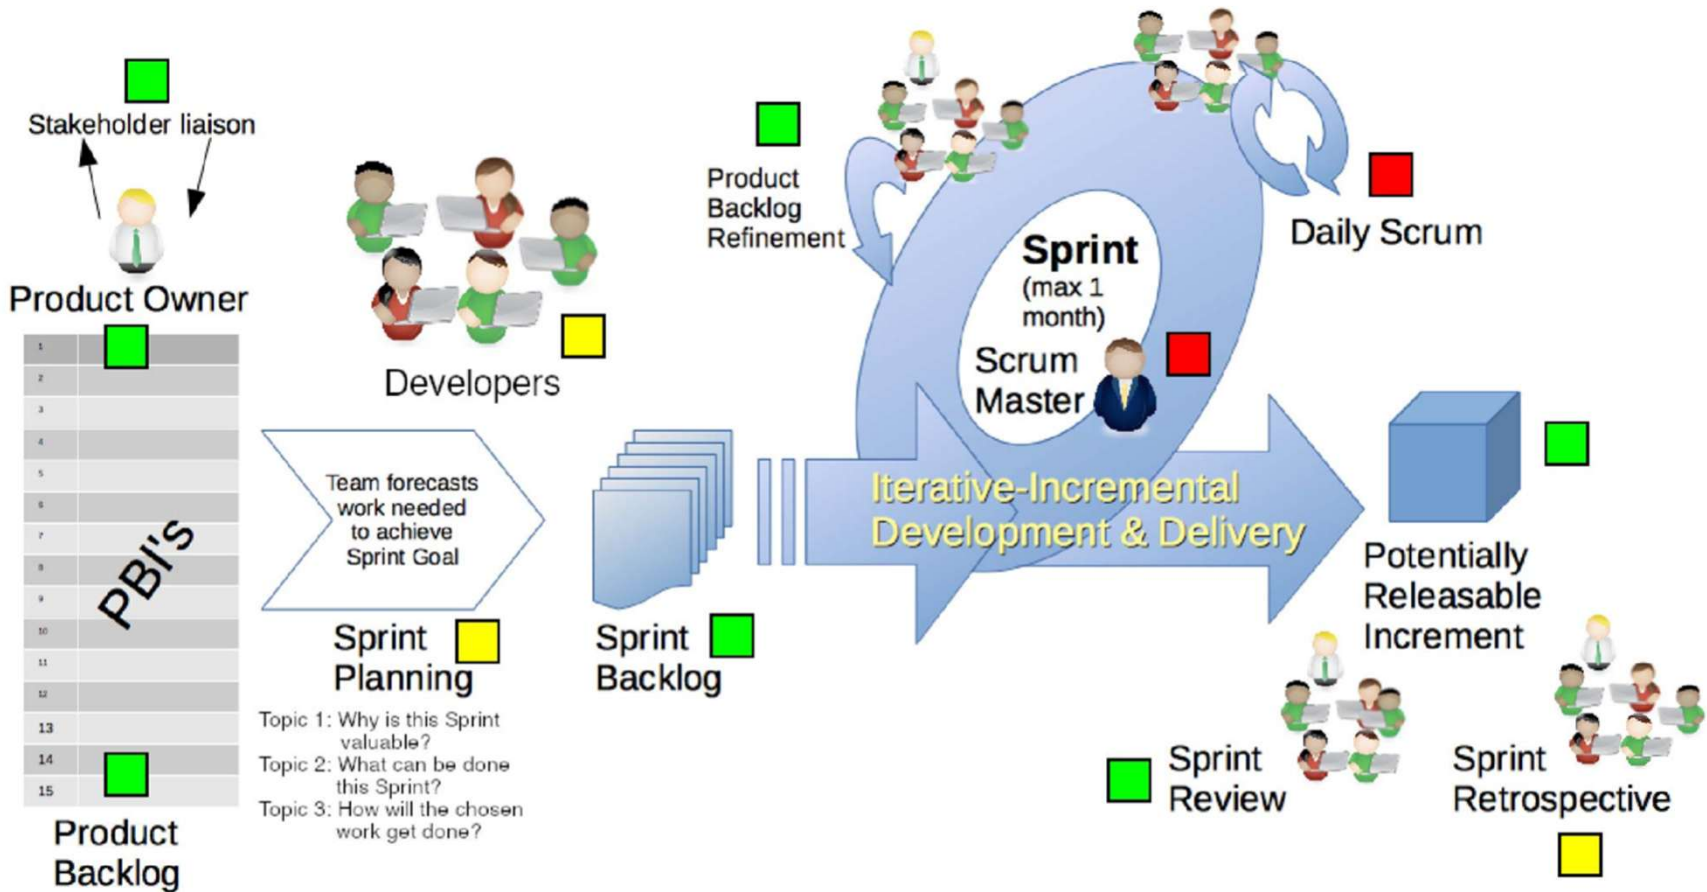 Stakeholder liaison
Product Owner
1
2
3
4
5
6
7
8
9
10
11
12
13
14
15
PBI's
Product
Backlog
Developers
Team forecasts
work needed
to achieve
Sprint Goal
Sprint
Planning
Topic 1: Why is this Sprint
valuable?
Topic 2: What can be done
this Sprint?
Topic 3: How will the chosen
work get done?
Sprint
Backlog
Product
Backlog
Refinement
Sprint
(max 1
month)
Scrum
Master
Daily Scrum
Iterative-Incremental
Development & Delivery
Potentially
Releasable
Increment
Sprint
Review
Sprint
Retrospective